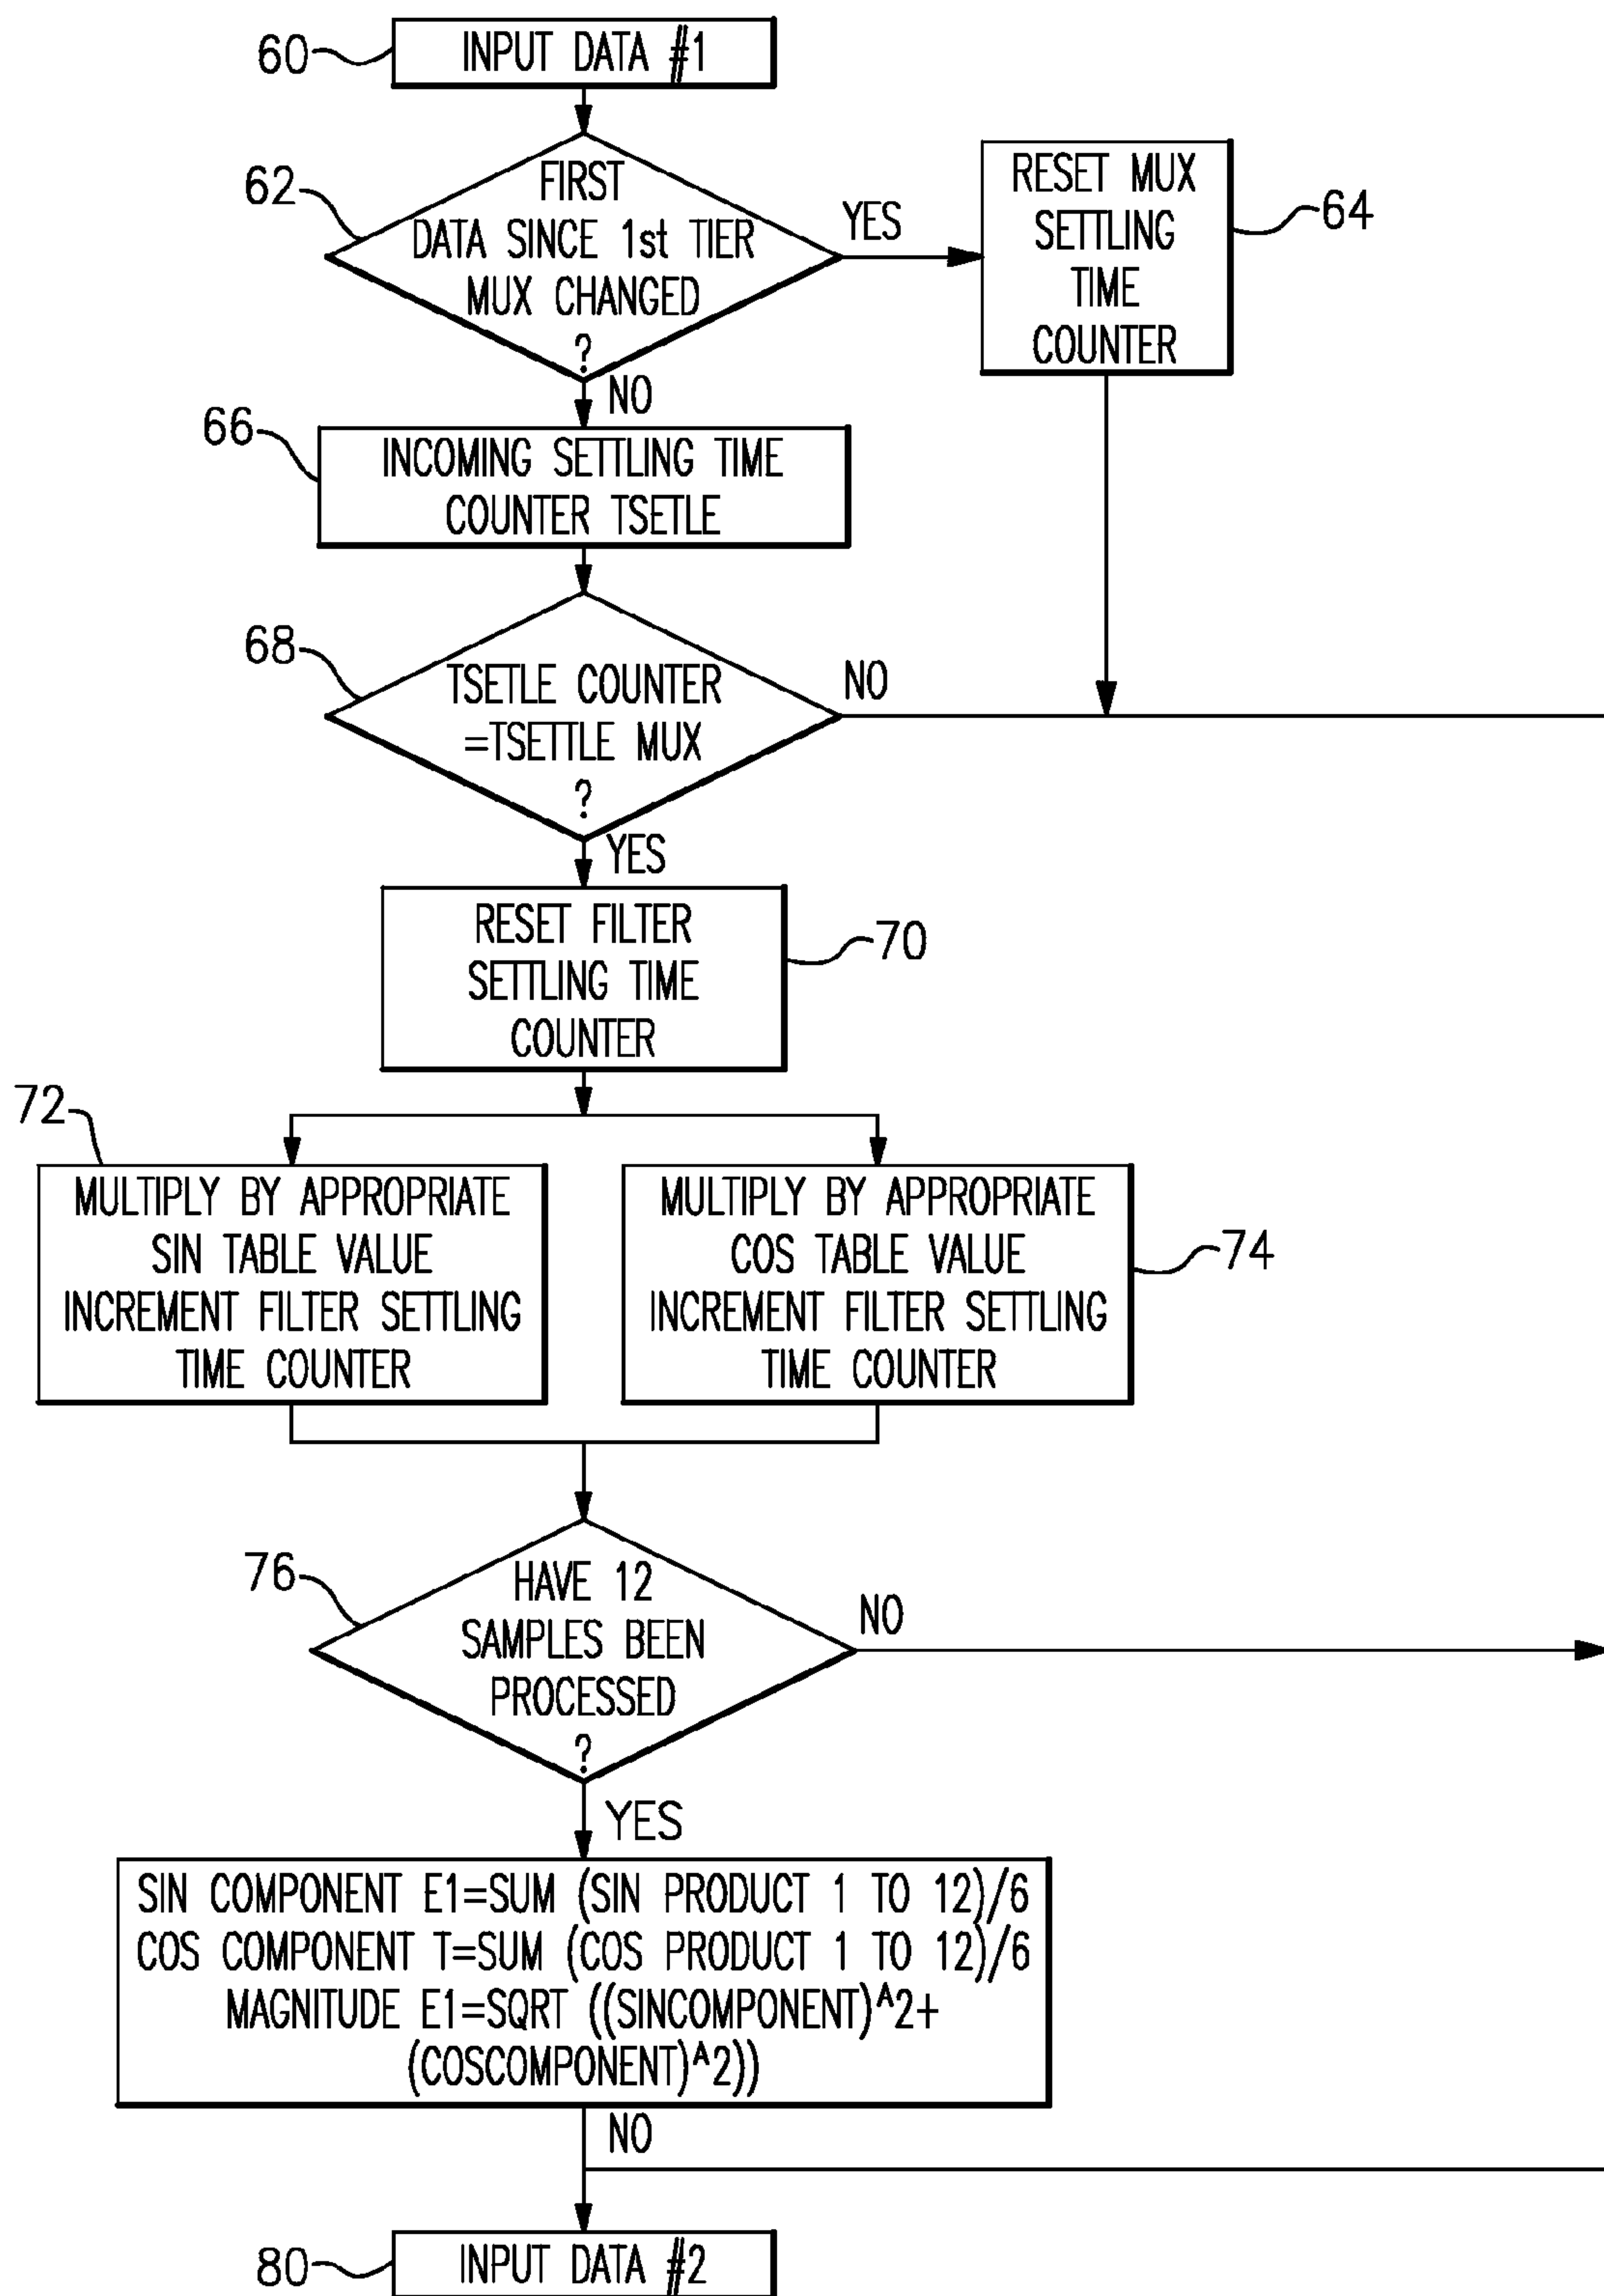 60
INPUT DATA #1
62
FIRST
DATA SINCE 1st TIER
MUX CHANGED
?
YES
RESET MUX
SETTLING
TIME
COUNTER
64
NO
66
INCOMING SETTLING TIME
COUNTER TSETLE
68
TSETLE COUNTER
=TSETTLE MUX
?
NO
YES
RESET FILTER
SETTLING TIME
COUNTER
70
72
MULTIPLY BY APPROPRIATE
SIN TABLE VALUE
INCREMENT FILTER SETTLING
TIME COUNTER
MULTIPLY BY APPROPRIATE
COS TABLE VALUE
INCREMENT FILTER SETTLING
TIME COUNTER
74
76
HAVE 12
SAMPLES BEEN
PROCESSED
?
NO
YES
SIN COMPONENT E1=SUM (SIN PRODUCT 1 TO 12)/6
COS COMPONENT T=SUM (COS PRODUCT 1 TO 12)/6
MAGNITUDE E1=SQRT ((SINCOMPONENT)^2+
(COSCOMPONENT)^2))
NO
80
INPUT DATA #2